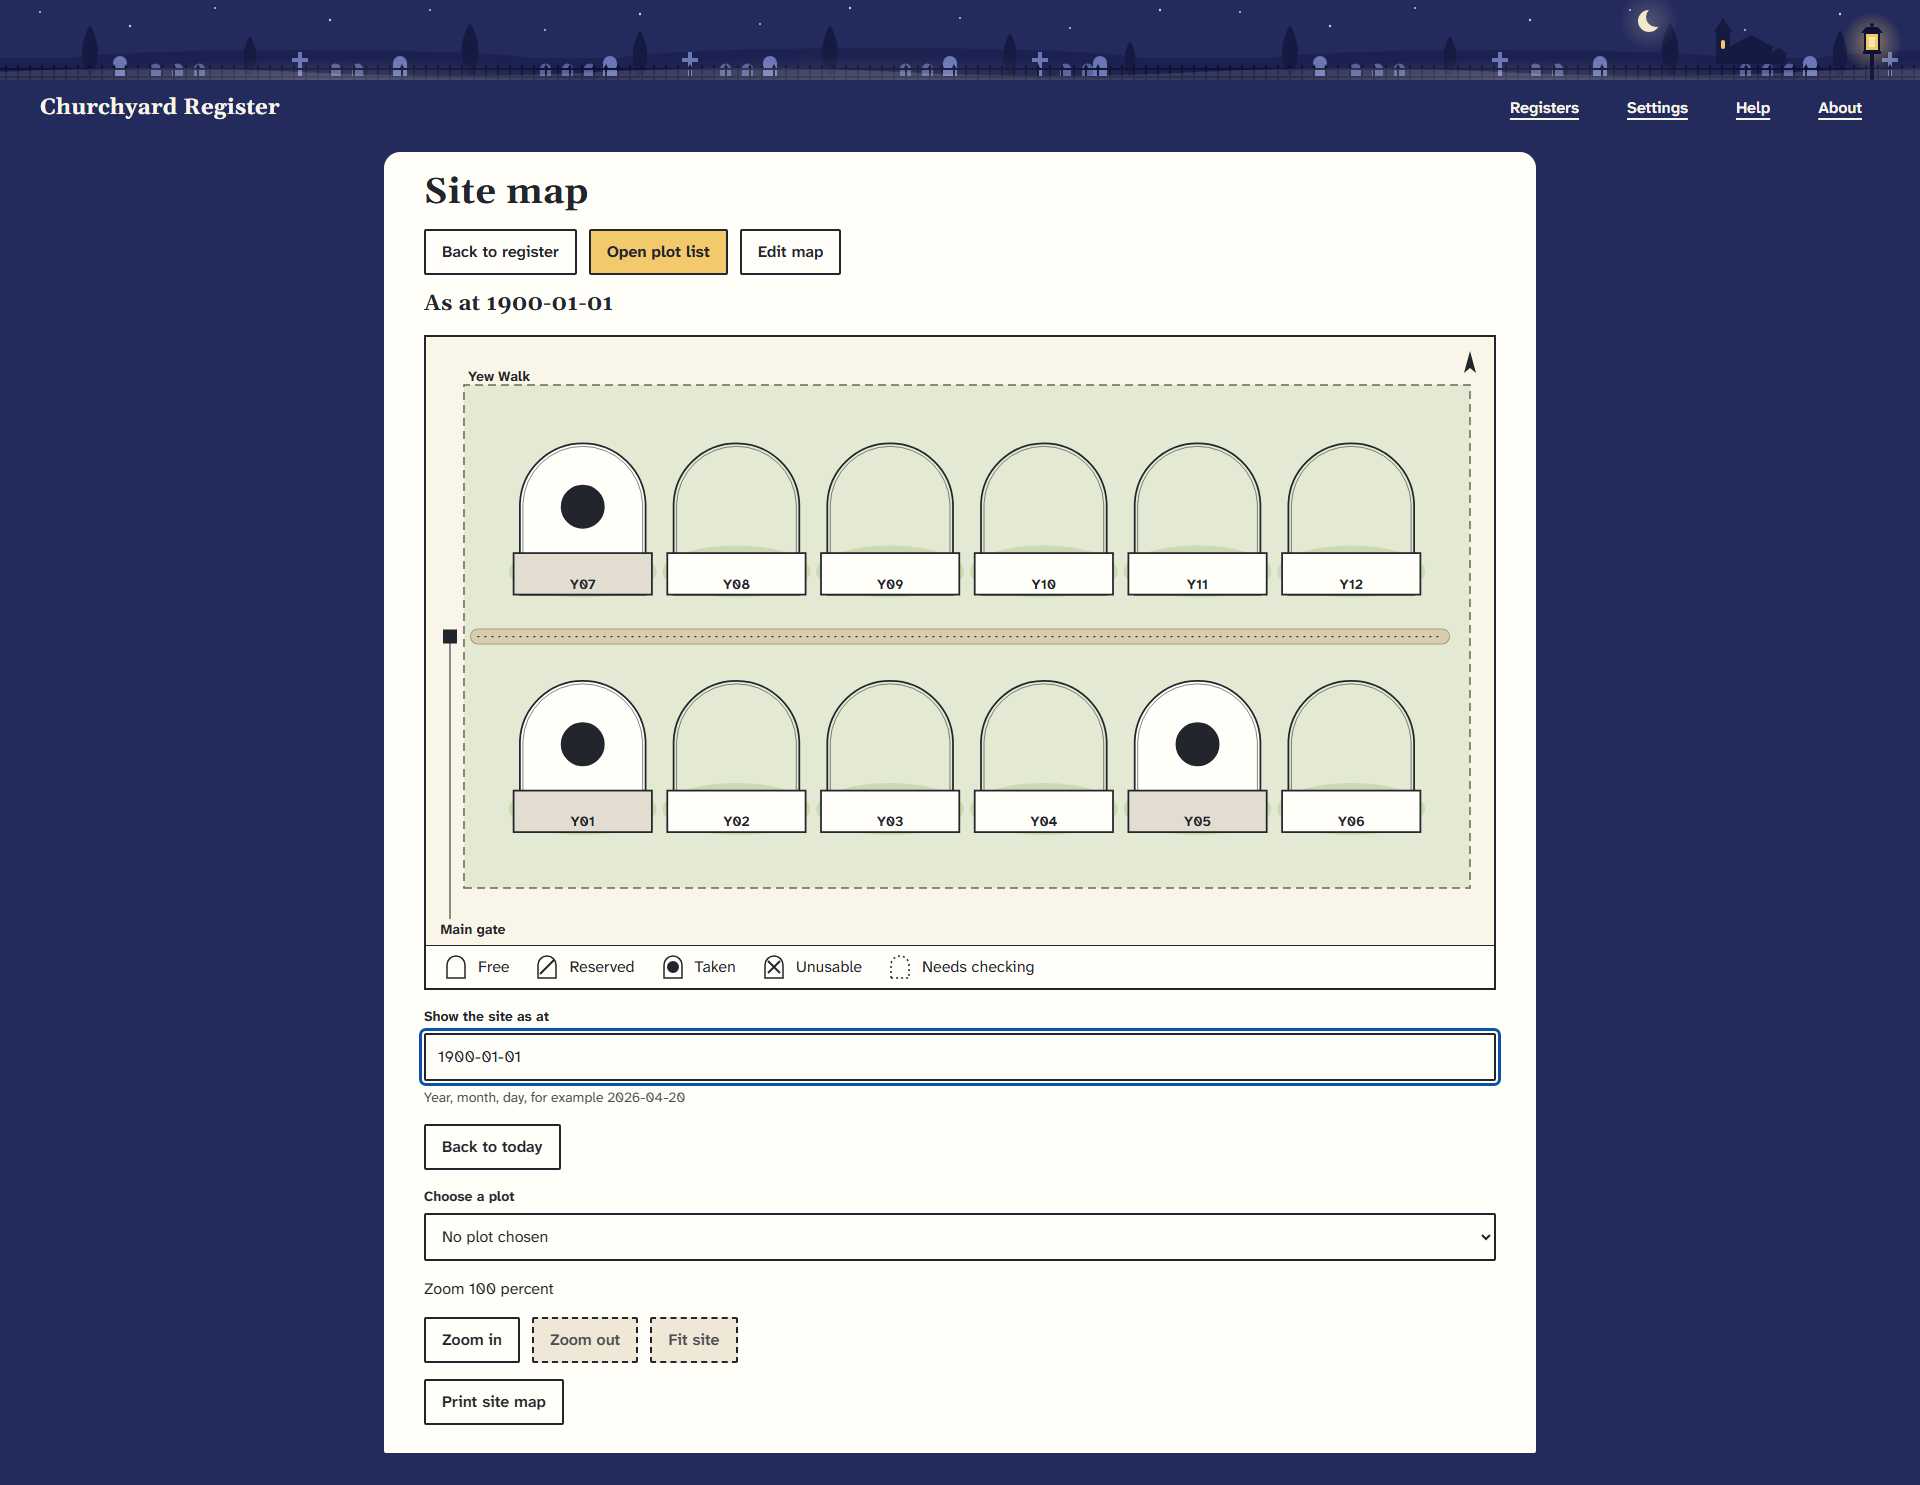 Churchyard Register
Registers Settings Help About
Site map
Back to register Open plot list Edit map
As at 1900-01-01
Yew Walk
Y07 Y08 Y09 Y10 Y11 Y12
Y01 Y02 Y03 Y04 Y05 Y06
Main gate
Free Reserved Taken Unusable Needs checking
Show the site as at
1900-01-01
Year, month, day, for example 2026-04-20
Back to today
Choose a plot
No plot chosen
Zoom 100 percent
Zoom in Zoom out Fit site
Print site map